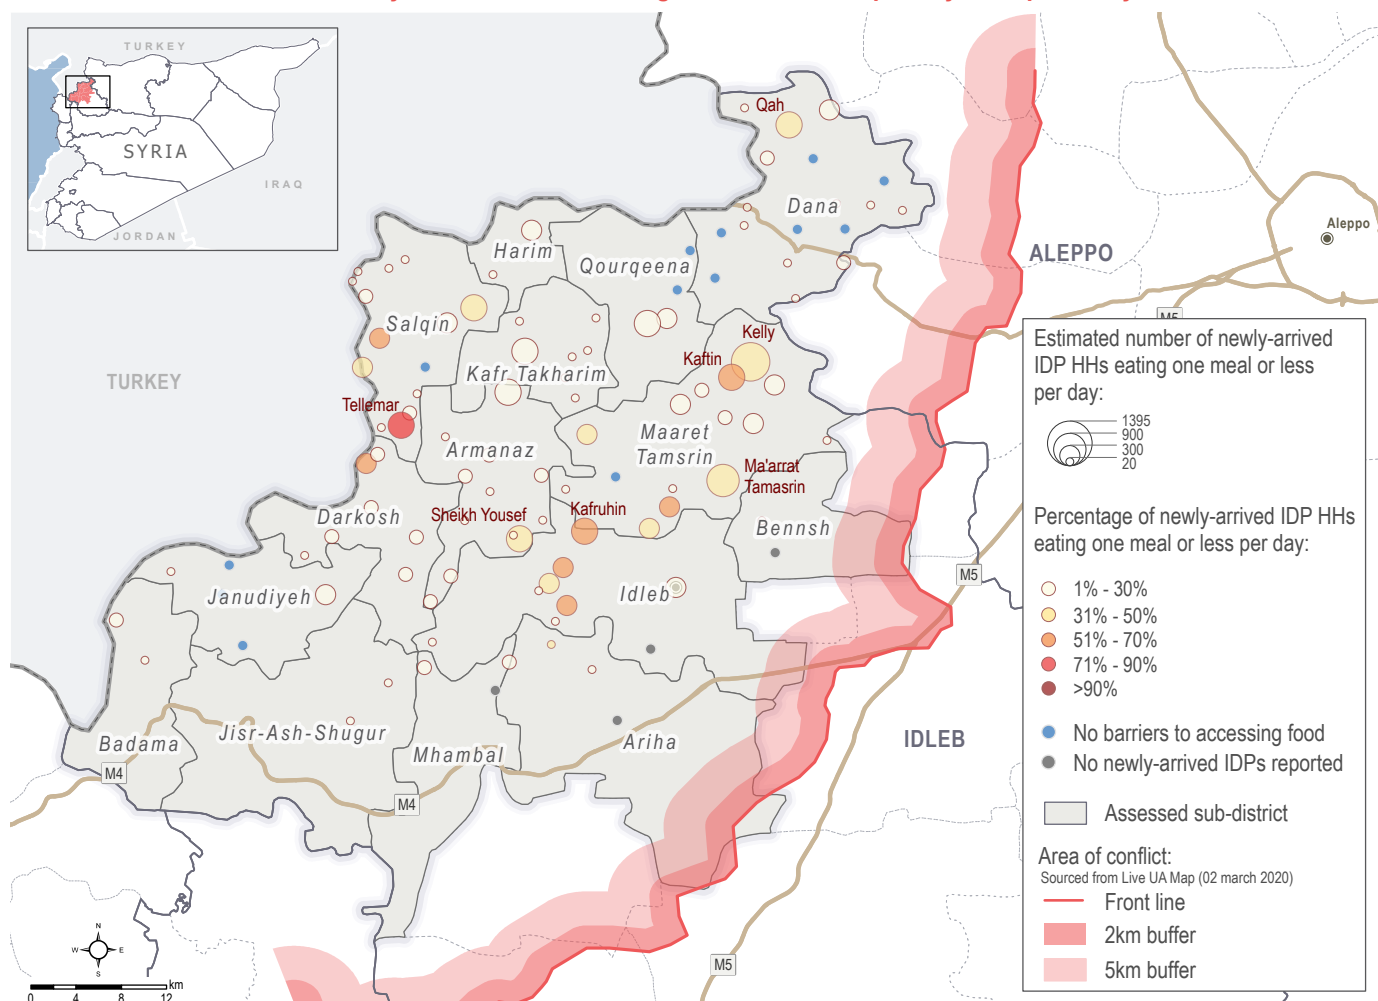 TURKEY
SYRIA
IRAQ
JORDAN
Qah
Dana
Aleppo
ALEPPO
Harim
Qourqeena
M5
Salqin
Kelly
Kaftin
Kafr Takharim
TURKEY
Tellemar
Armanaz
Maaret
Tamsrin
Ma'arrat
Tamasrin
Darkosh
Sheikh Yousef
Kafruhin
Bennsh
M5
Janudiyeh
Idleb
Badama
Jisr-Ash-Shugur
Mhambal
Ariha
IDLEB
M4
M4
M5
N
W
E
S
km
0 4 8 12
Estimated number of newly-arrived
IDP HHs eating one meal or less
per day:
1395
900
300
20
Percentage of newly-arrived IDP HHs
eating one meal or less per day:
1% - 30%
31% - 50%
51% - 70%
71% - 90%
>90%
No barriers to accessing food
No newly-arrived IDPs reported
Assessed sub-district
Area of conflict:
Sourced from Live UA Map (02 march 2020)
Front line
2km buffer
5km buffer